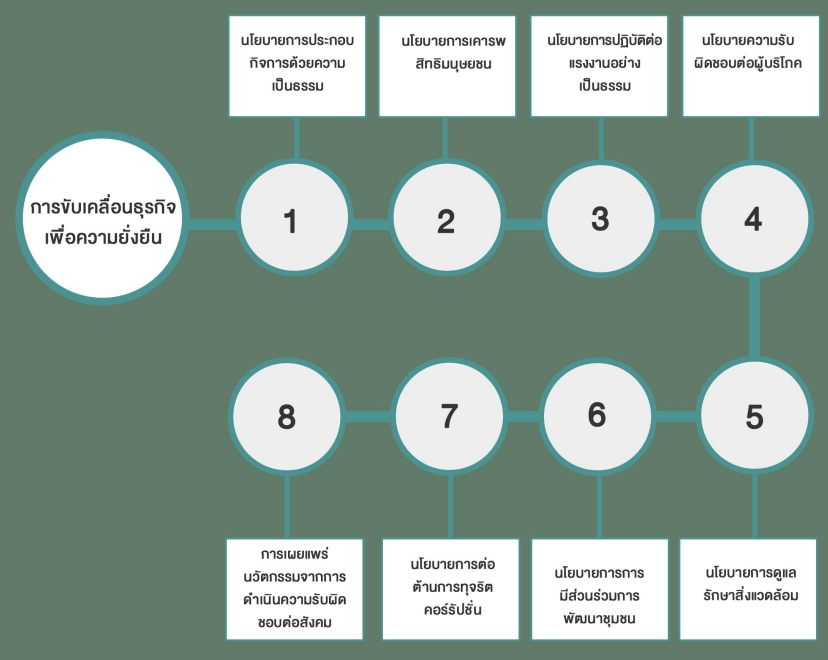 การขับเคลื่อนธุรกิจ
เพื่อความยั่งยืน
นโยบายการประกอบ
กิจการด้วยความ
เป็นธรรม
1
นโยบายการเคารพ
สิทธิมนุษยชน
2
นโยบายการปฏิบัติต่อ
แรงงานอย่าง
เป็นธรรม
3
นโยบายความรับ
ผิดชอบต่อผู้บริโภค
4
5
นโยบายการดูแล
รักษาสิ่งแวดล้อม
6
นโยบายการการ
มีส่วนร่วมการ
พัฒนาชุมชน
7
นโยบายการต่อ
ต้านการทุจริต
คอร์รัปชั่น
8
การเผยแพร่
นวัตกรรมจากการ
ดำเนินความรับผิด
ชอบต่อสังคม